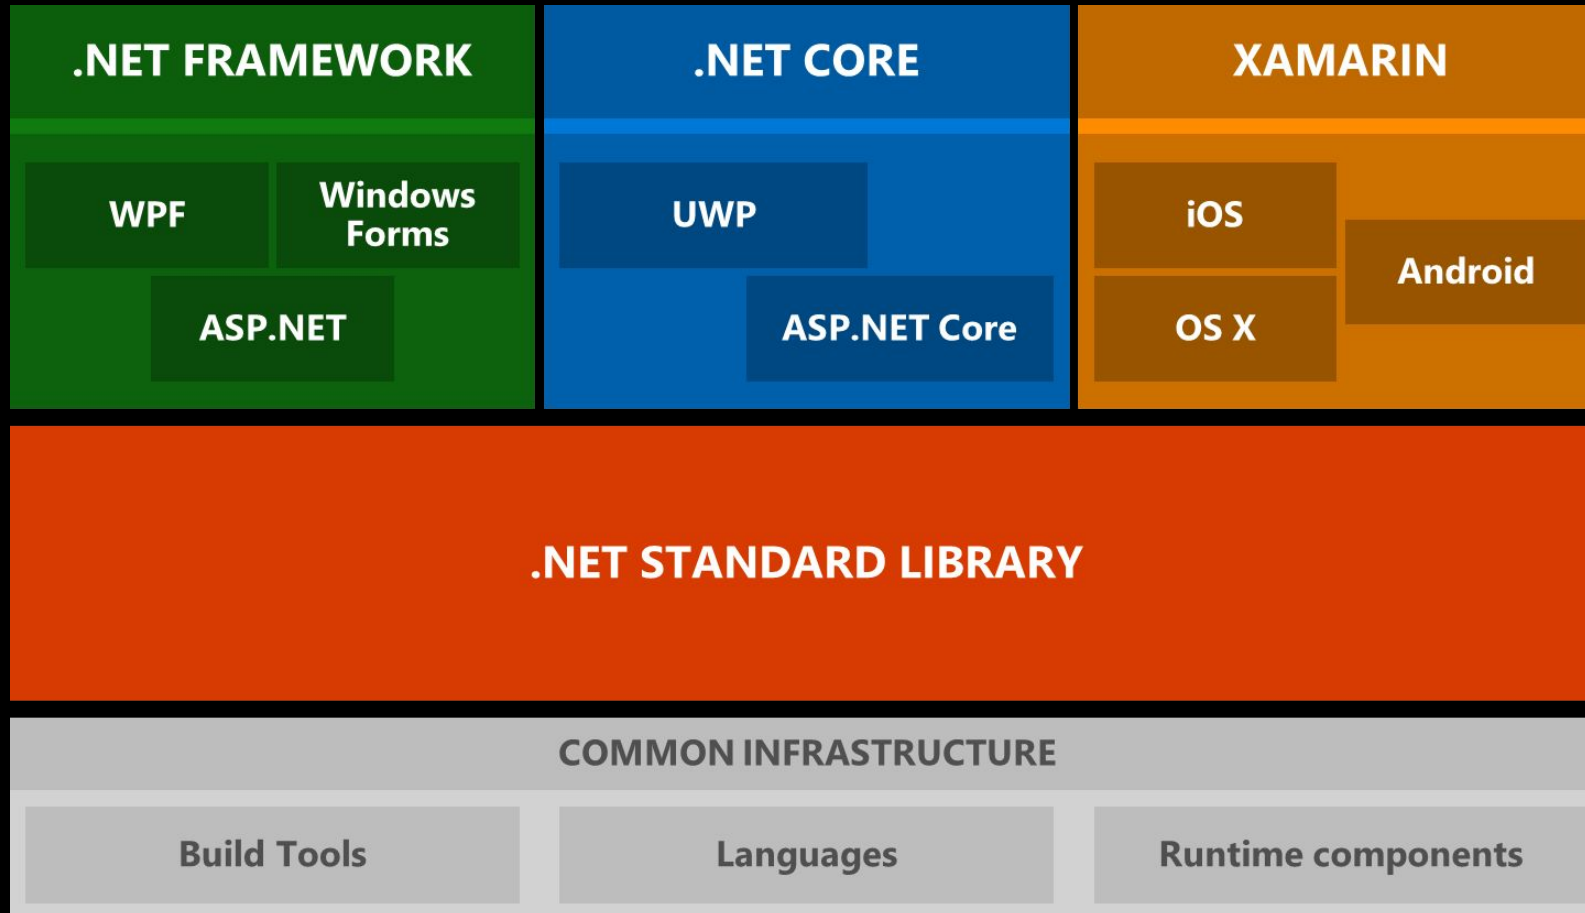 .NET FRAMEWORK
.NET CORE
XAMARIN
WPF
Windows
Forms
ASP.NET
UWP
ASP.NET Core
iOS
Android
OS X
.NET STANDARD LIBRARY
COMMON INFRASTRUCTURE
Build Tools
Languages
Runtime components